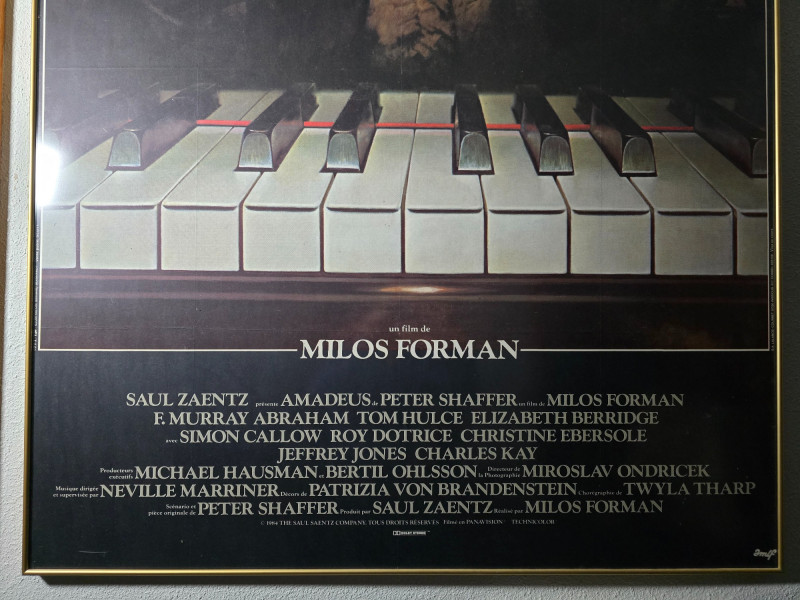 un film de
MILOS FORMAN
SAUL ZAENTZ présente AMADEUS de PETER SHAFFER un film de MILOS FORMAN
F. MURRAY ABRAHAM TOM HULCE ELIZABETH BERRIDGE
avec SIMON CALLOW ROY DOTRICE CHRISTINE EBERSOLE
JEFFREY JONES CHARLES KAY
Producteurs exécutifs MICHAEL HAUSMAN et BERTIL OHLSSON Directeur de la Photographie MIROSLAV ONDRICEK
Musique dirigée et supervisée par NEVILLE MARRINER Décors de PATRIZIA VON BRANDENSTEIN Chorégraphie de TWYLA THARP
Scénario et pièce originale de PETER SHAFFER Produit par SAUL ZAENTZ Réalisé par MILOS FORMAN
© 1984 THE SAUL SAENTZ COMPANY, TOUS DROITS RÉSERVÉS Filmé en PANAVISION TECHNICOLOR
DOLBY STEREO